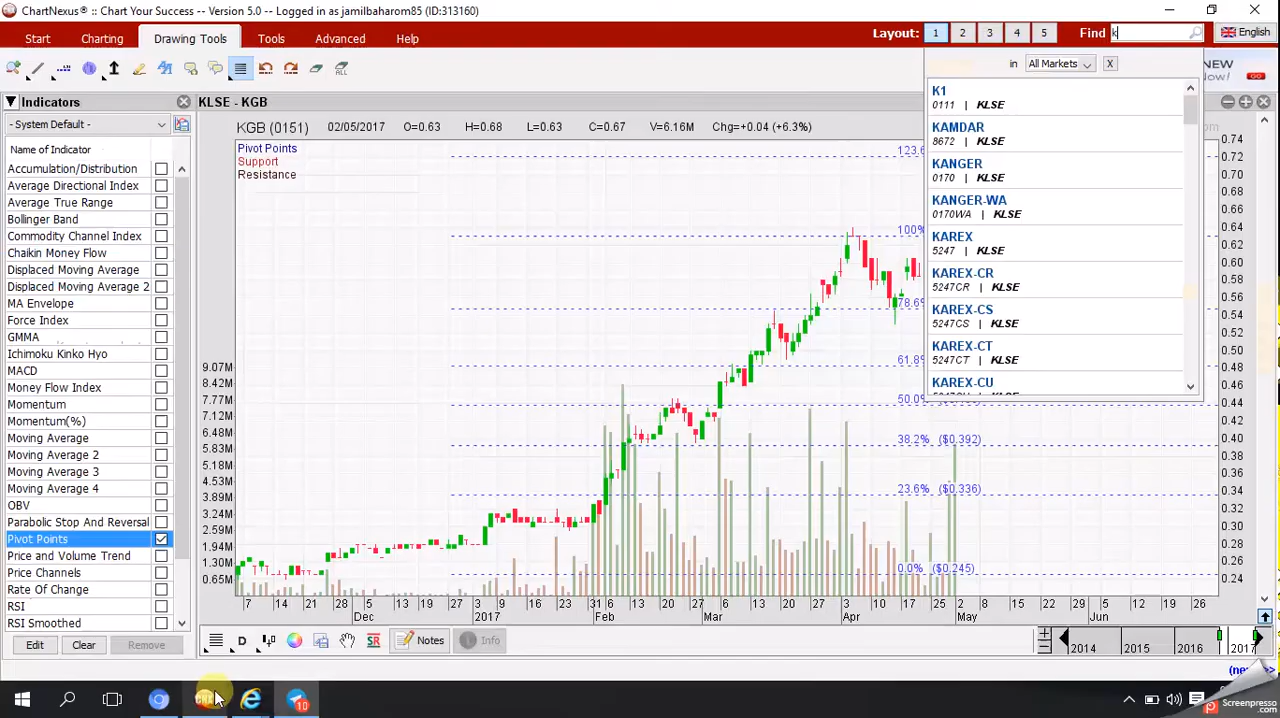 ChartNexus® :: Chart Your Success - Version 5.0 -- Logged in as jamilbaharom85 (ID:313160)
Start Charting Drawing Tools Tools Advanced Help
Layout: 1 2 3 4 5 Find k English
in All Markets X
NEW
Now!
Indicators
KLSE - KGB
- System Default -
KGB (0151) 02/05/2017 O=0.63 H=0.68 L=0.63 C=0.67 V=6.16M Chg=+0.04 (+6.3%)
Name of Indicator
Accumulation/Distribution
Average Directional Index
Average True Range
Bollinger Band
Commodity Channel Index
Chaikin Money Flow
Displaced Moving Average
Displaced Moving Average 2
MA Envelope
Force Index
GMMA
Ichimoku Kinko Hyo
MACD
Money Flow Index
Momentum
Momentum(%)
Moving Average
Moving Average 2
Moving Average 3
Moving Average 4
OBV
Parabolic Stop And Reversal
Pivot Points
Price and Volume Trend
Price Channels
Rate Of Change
RSI
RSI Smoothed
Edit Clear Remove
Pivot Points
Support
Resistance
123.6
100%
78.6%
61.8%
50.0%
38.2% ($0.392)
23.6% ($0.336)
0.0% ($0.245)
9.07M
8.42M
7.77M
7.12M
6.48M
5.83M
5.18M
4.53M
3.89M
3.24M
2.59M
1.94M
1.30M
0.65M
K1
0111 | KLSE
KAMDAR
8672 | KLSE
KANGER
0170 | KLSE
KANGER-WA
0170WA | KLSE
KAREX
5247 | KLSE
KAREX-CR
5247CR | KLSE
KAREX-CS
5247CS | KLSE
KAREX-CT
5247CT | KLSE
KAREX-CU
0.74
0.72
0.70
0.68
0.66
0.64
0.62
0.60
0.58
0.56
0.54
0.52
0.50
0.48
0.46
0.44
0.42
0.40
0.38
0.36
0.34
0.32
0.30
0.28
0.26
0.24
7 14 21 28 5 13 19 27 3 9 16 23 31 6 13 20 27 6 13 20 27 3 10 17 25 2 8 15 22 29 5 12 19 26
Dec 2017 Feb Mar Apr May Jun
D SR Notes Info
2014 2015 2016 2017
10
Screenpresso
.com